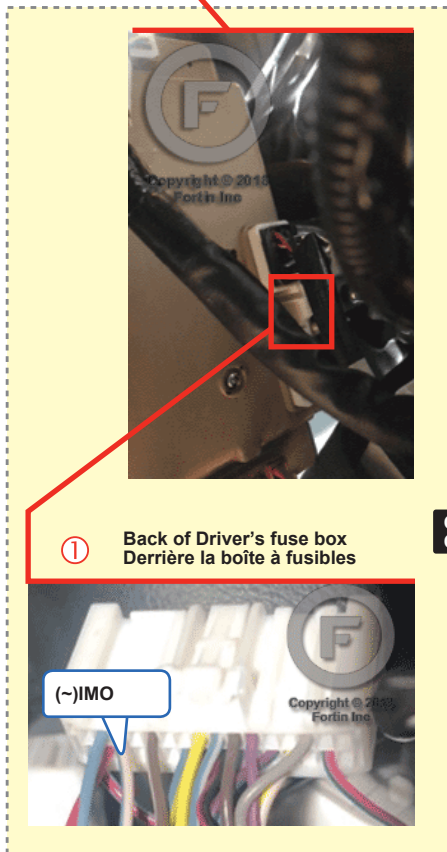 F
Copyright © 2018
Fortin Inc
①
Back of Driver's fuse box
Derrière la boîte à fusibles
F
(~)IMO
Fortin Inc